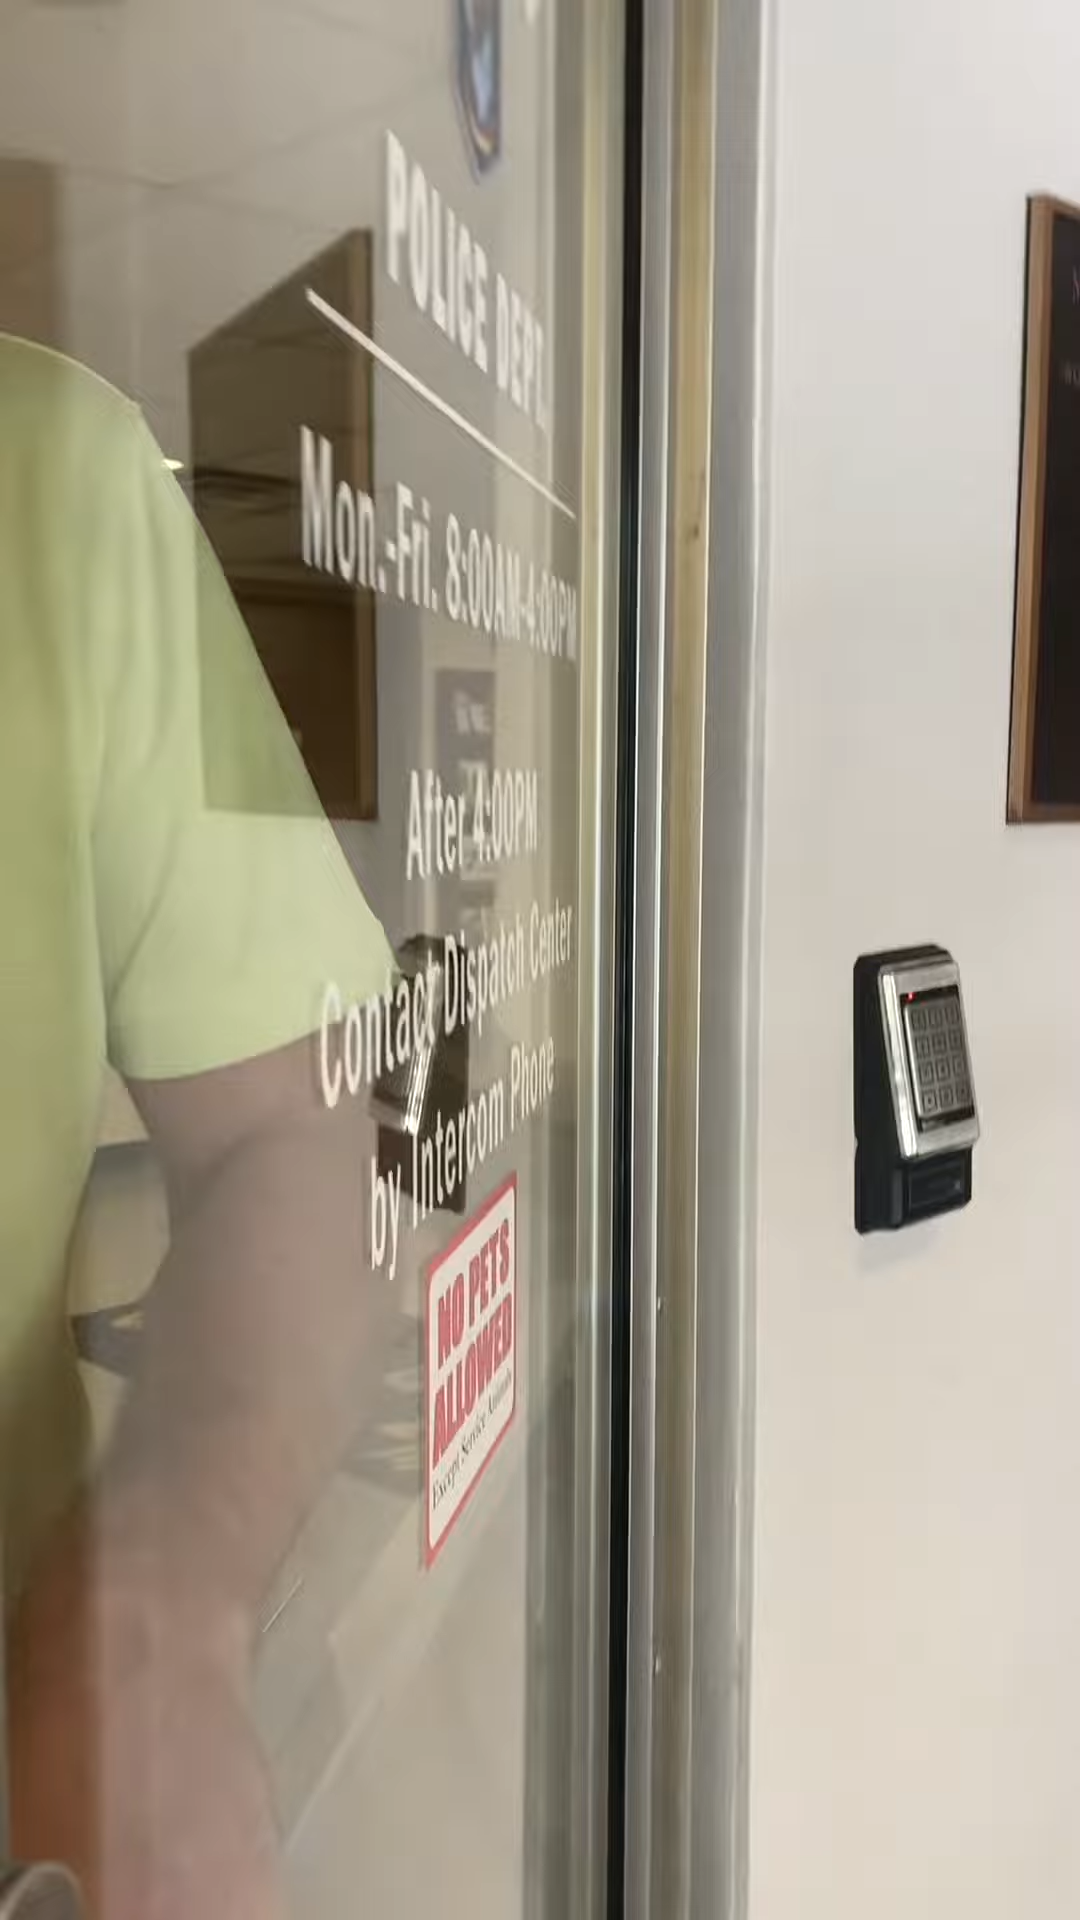 POLICE DEPT.
Mon.-Fri. 8:00AM-4:00PM
After 4:00PM
Contact Dispatch Center
by Intercom Phone
NO PETS
ALLOWED
Except Service Animals